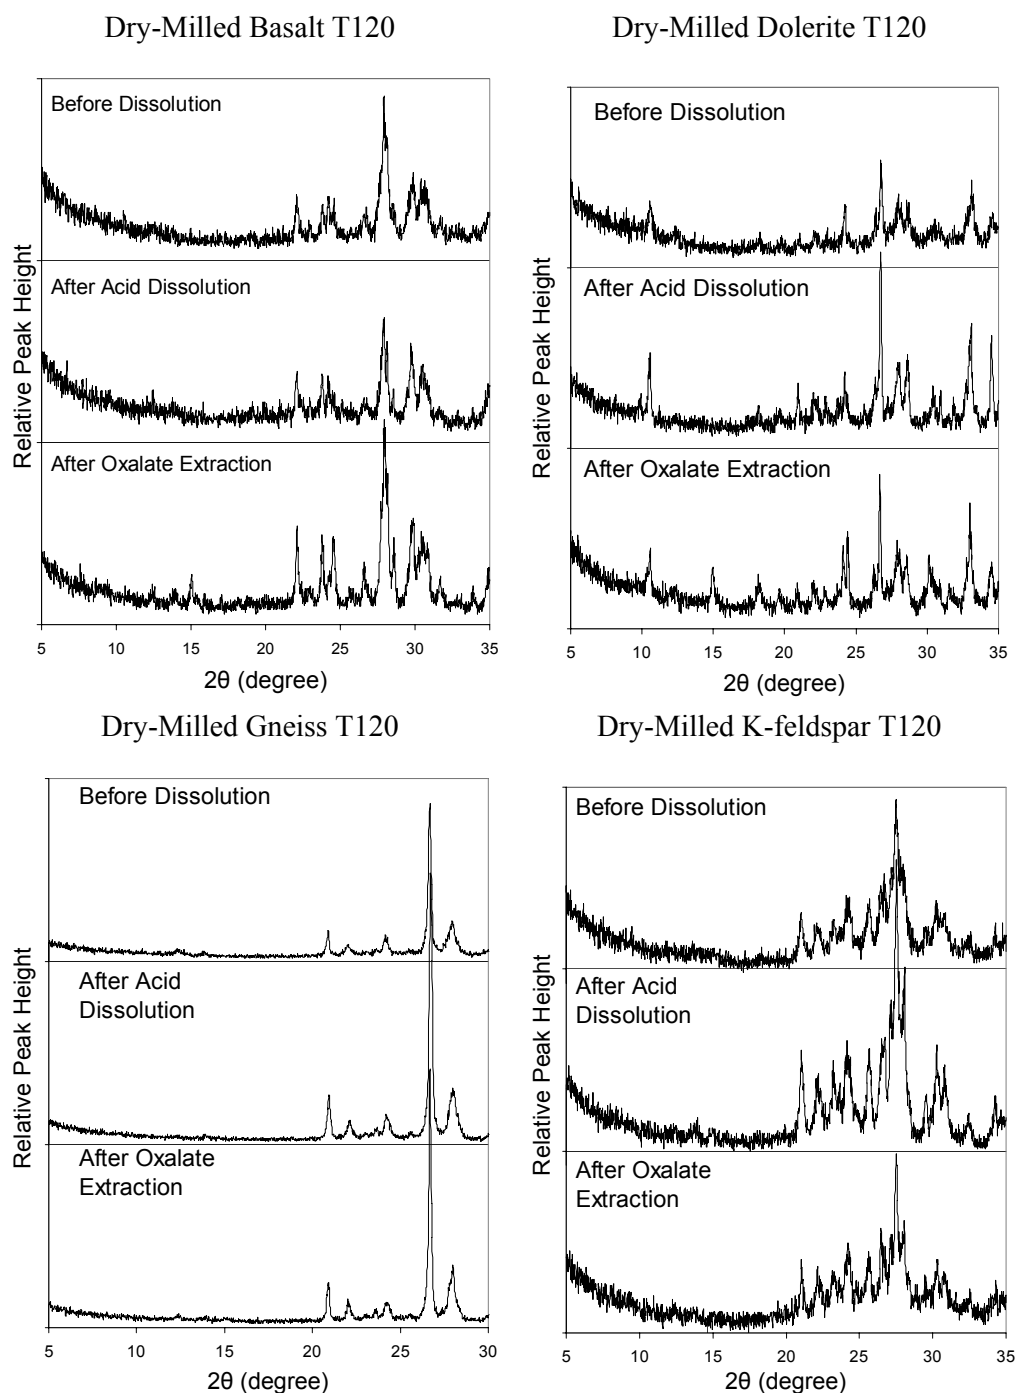 Dry-Milled Basalt T120
Before Dissolution
After Acid Dissolution
After Oxalate Extraction
Relative Peak Height
5 10 15 20 25 30 35
2θ (degree)
Dry-Milled Dolerite T120
Before Dissolution
After Acid Dissolution
After Oxalate Extraction
Relative Peak Height
5 10 15 20 25 30 35
2θ (degree)
Dry-Milled Gneiss T120
Before Dissolution
After Acid
Dissolution
After Oxalate
Extraction
Relative Peak Height
5 10 15 20 25 30
2θ (degree)
Dry-Milled K-feldspar T120
Before Dissolution
After Acid
Dissolution
After Oxalate
Extraction
Relative Peak Height
5 10 15 20 25 30 35
2θ (degree)